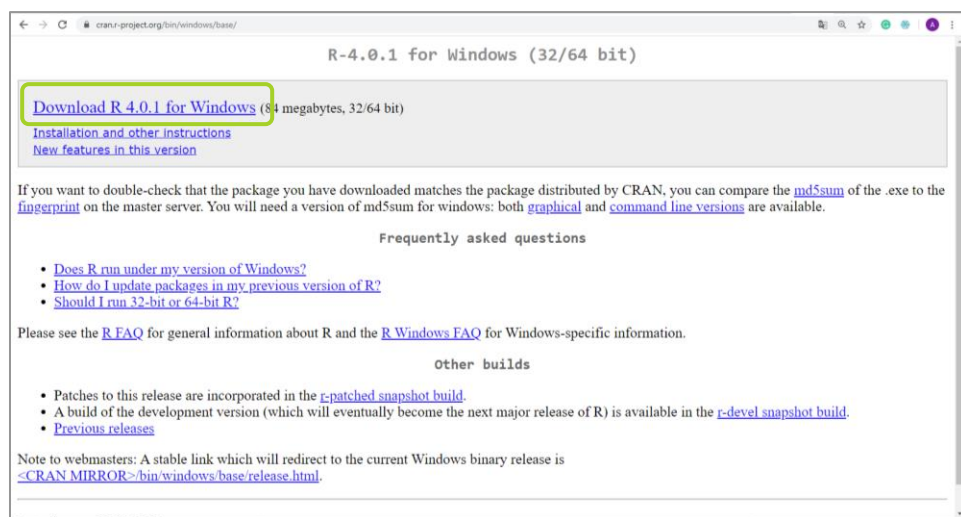 cran.r-project.org/bin/windows/base/
A
R-4.0.1 for Windows (32/64 bit)
Download R 4.0.1 for Windows (84 megabytes, 32/64 bit)
Installation and other instructions
New features in this version
If you want to double-check that the package you have downloaded matches the package distributed by CRAN, you can compare the md5sum of the .exe to the
fingerprint on the master server. You will need a version of md5sum for windows: both graphical and command line versions are available.
Frequently asked questions
• Does R run under my version of Windows?
• How do I update packages in my previous version of R?
• Should I run 32-bit or 64-bit R?
Please see the R FAQ for general information about R and the R Windows FAQ for Windows-specific information.
Other builds
• Patches to this release are incorporated in the r-patched snapshot build.
• A build of the development version (which will eventually become the next major release of R) is available in the r-devel snapshot build.
• Previous releases
Note to webmasters: A stable link which will redirect to the current Windows binary release is
<CRAN MIRROR>/bin/windows/base/release.html.